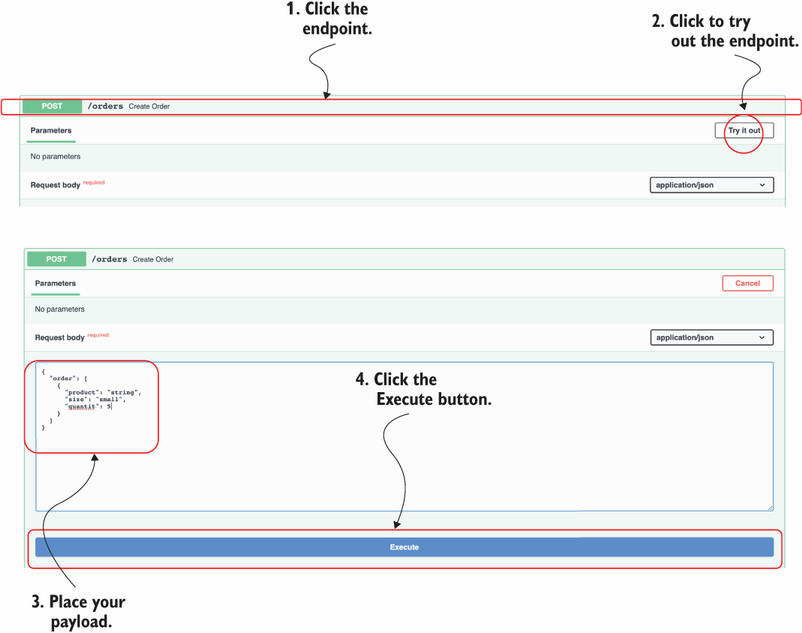 1. Click the
endpoint.
2. Click to try
out the endpoint.
POST /orders Create Order
Parameters
Try it out
No parameters
Request body required
application/json
POST /orders Create Order
Parameters
Cancel
No parameters
Request body required
application/json
{
"order": [
{
"product": "string",
"size": "small",
"quantit": 5
}
]
}
4. Click the
Execute button.
Execute
3. Place your
payload.